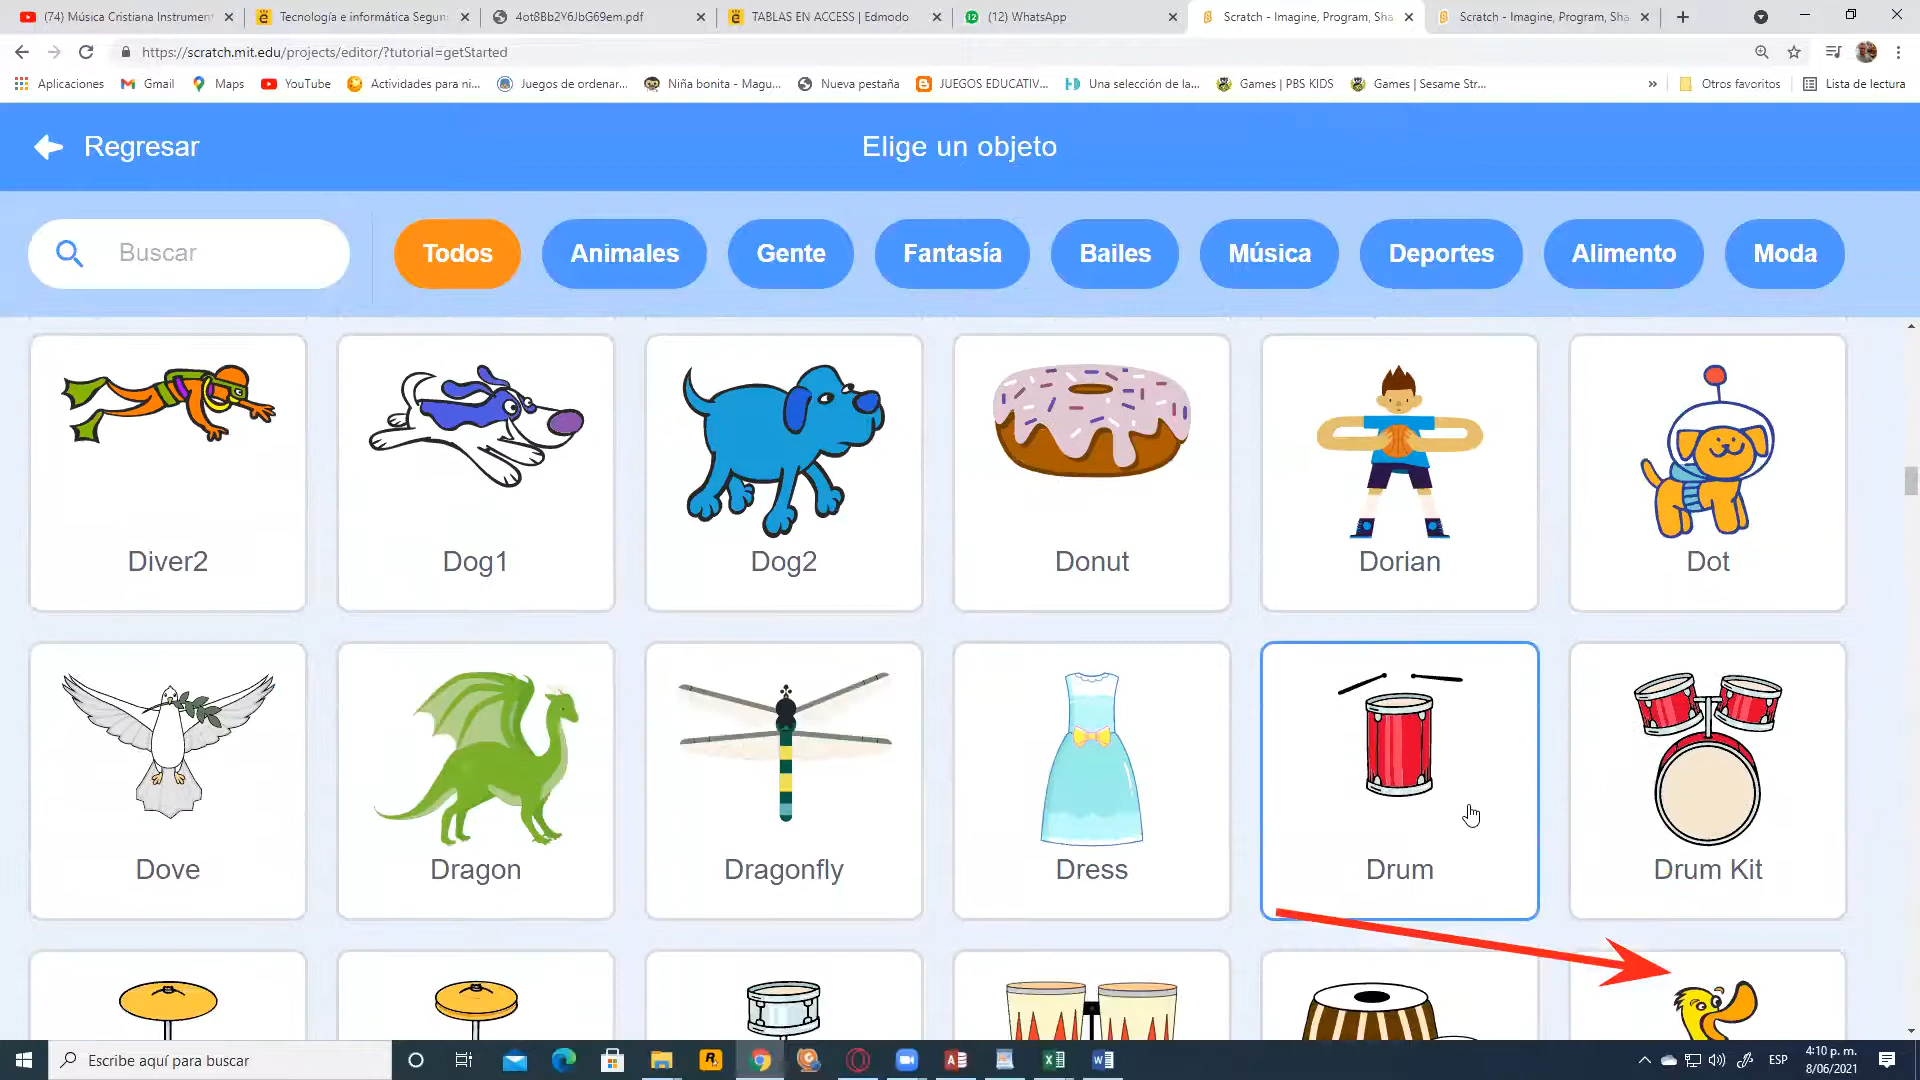 (74) Música Cristiana Instrumen
Tecnología e informática Segun
4ot8Bb2Y6JbG69em.pdf
TABLAS EN ACCESS | Edmodo
(12) WhatsApp
Scratch - Imagine, Program, Sha
Scratch - Imagine, Program, Sha
https://scratch.mit.edu/projects/editor/?tutorial=getStarted
Aplicaciones
Gmail
Maps
YouTube
Actividades para ni...
Juegos de ordenar...
Niña bonita - Magu...
Nueva pestaña
JUEGOS EDUCATIV...
Una selección de la...
Games | PBS KIDS
Games | Sesame Str...
»
Otros favoritos
Lista de lectura
Regresar
Elige un objeto
Buscar
Todos
Animales
Gente
Fantasía
Bailes
Música
Deportes
Alimento
Moda
Diver2
Dog1
Dog2
Donut
Dorian
Dot
Dove
Dragon
Dragonfly
Dress
Drum
Drum Kit
Escribe aquí para buscar
ESP
4:10 p. m.
8/06/2021